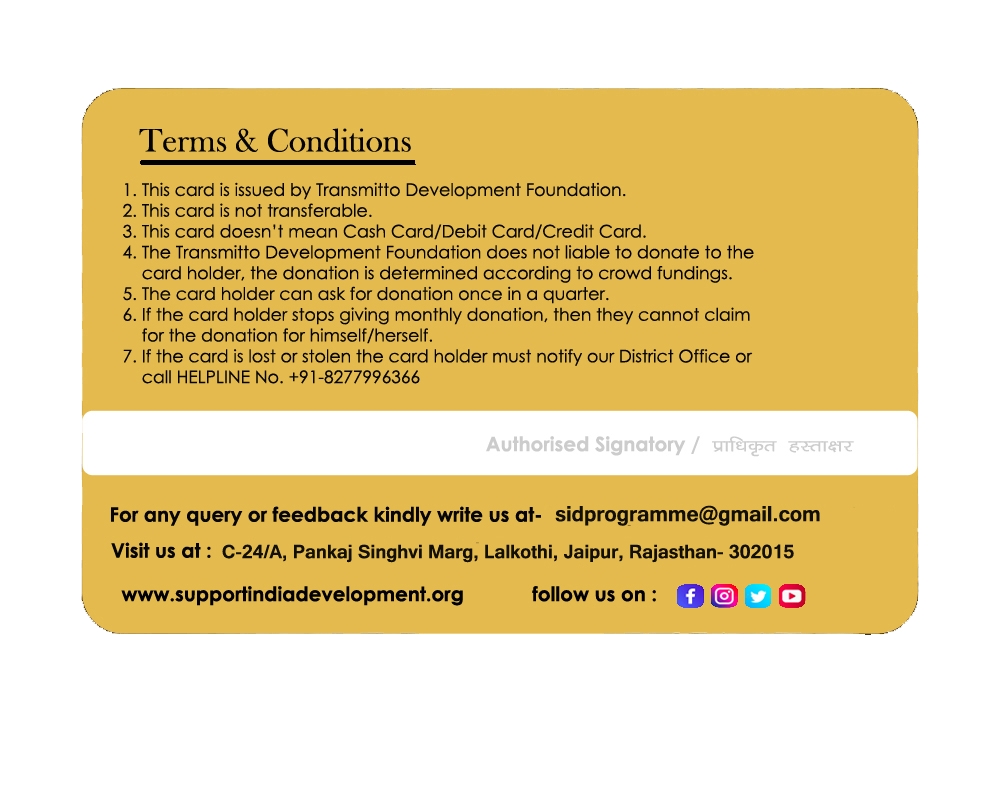 Terms & Conditions
1. This card is issued by Transmitto Development Foundation.
2. This card is not transferable.
3. This card doesn't mean Cash Card/Debit Card/Credit Card.
4. The Transmitto Development Foundation does not liable to donate to the
card holder, the donation is determined according to crowd fundings.
5. The card holder can ask for donation once in a quarter.
6. If the card holder stops giving monthly donation, then they cannot claim
for the donation for himself/herself.
7. If the card is lost or stolen the card holder must notify our District Office or
call HELPLINE No. +91-8277996366
Authorised Signatory / प्राधिकृत हस्ताक्षर
For any query or feedback kindly write us at- sidprogramme@gmail.com
Visit us at : C-24/A, Pankaj Singhvi Marg, Lalkothi, Jaipur, Rajasthan- 302015
www.supportindiadevelopment.org follow us on :